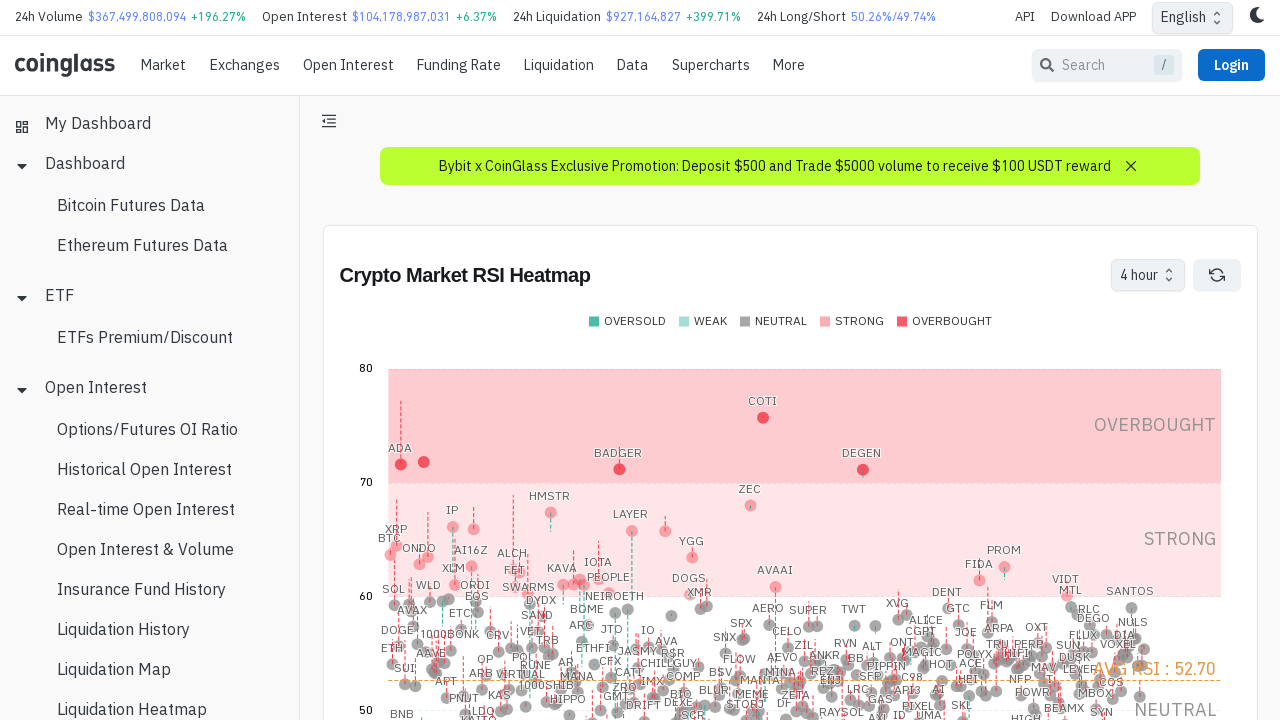 24h Volume $367,499,808,094 +196.27% Open Interest $104,178,987,031 +6.37% 24h Liquidation $927,164,827 +399.71% 24h Long/Short 50.26%/49.74% API Download APP English
coinglass Market Exchanges Open Interest Funding Rate Liquidation Data Supercharts More Search / Login
My Dashboard
Dashboard
Bitcoin Futures Data
Ethereum Futures Data
ETF
ETFs Premium/Discount
Open Interest
Options/Futures OI Ratio
Historical Open Interest
Real-time Open Interest
Open Interest & Volume
Insurance Fund History
Liquidation History
Liquidation Map
Liquidation Heatmap
Bybit x CoinGlass Exclusive Promotion: Deposit $500 and Trade $5000 volume to receive $100 USDT reward
Crypto Market RSI Heatmap 4 hour
OVERSOLD WEAK NEUTRAL STRONG OVERBOUGHT
80
COTI
OVERBOUGHT
ADA BADGER DEGEN
70
ZEC
HMSTR
IP LAYER
XRP
BTC STRONG
YGG
ONDO AI16Z ALCH PROM
XLM FET KAVA IOTA AVAAI FIDA
PEOPLE DOGS VIDT
SOL WLD ORDI SWARMS XMR DENT MTL SANTOS
60 EOS NEIROETH
DYDX
AVAX ETC SAND BOME AERO SUPER TWT XVG GTC FLM RLC
DEGO
DOGE 1000BONK CRV VET ARC JTO IO SNX SPX CELO CGPT ALICE JOE ARPA OXT FLUX DIA NULS
ETH AAVE TRB ETHFI JASMY AVA ZIL RVN ALT ONT TRU PERP SUN VOXEL
SUI OP POL RUNE AR CFX CHILLGUY RSR FLOW AEVO ANKR BB PIPPIN MAGIC HOT ACE POLYX HIFI DUSK
APT ARB VIRTUAL MANA CATI IMX COMP BSV MANTA MINA REZ SFP C98 HEI NFP MAV LEVER AVG RSI : 52.70
PNUT KAS 1000SHIB HIPPO ZRO GMT BIO BLUR MEME ZETA ENJ LRC API3 AI POWR MBOX CQS
BNB LDO DRIFT DEXE STORJ DF RAYSOL GAS PIXEL SKL BEAMX SYN NEUTRAL
50 ID UMA HIGH